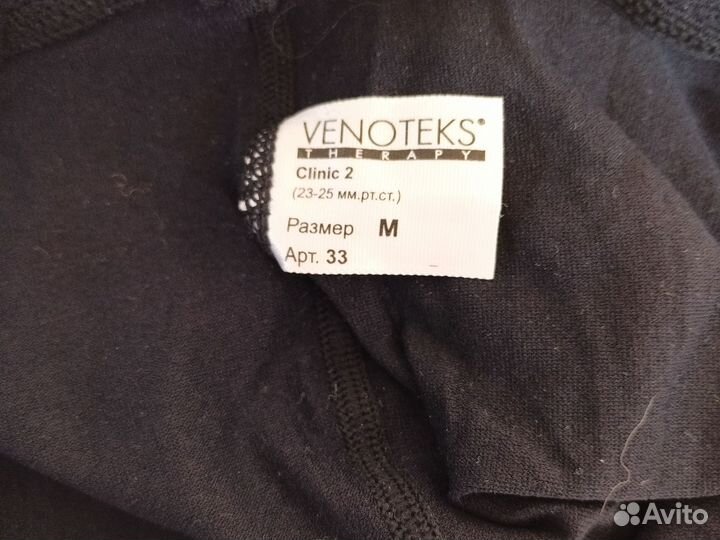 VENOTEKS®
THERAPY
Clinic 2
(23-25 мм.рт.ст.)
Размер M
Арт. 33
Avito